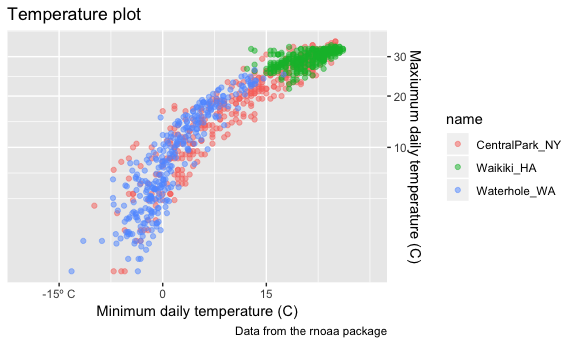 Temperature plot
30
20
10
Maxiumum daily temperature (C)
-15º C
0
15
Minimum daily temperature (C)
Data from the rnoaa package
name
CentralPark_NY
Waikiki_HA
Waterhole_WA